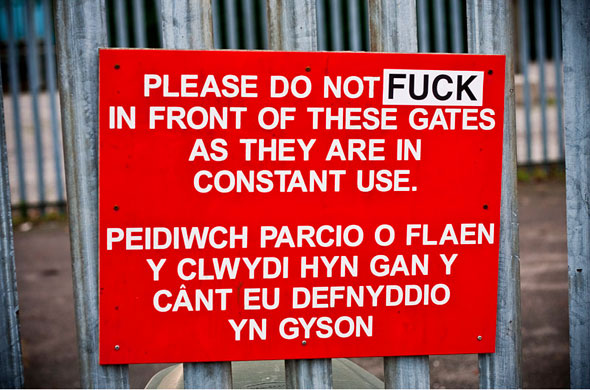 PLEASE DO NOT FUCK
IN FRONT OF THESE GATES
AS THEY ARE IN
CONSTANT USE.
PEIDIWCH PARCIO O FLAEN
Y CLWYDI HYN GAN Y
CÂNT EU DEFNYDDIO
YN GYSON